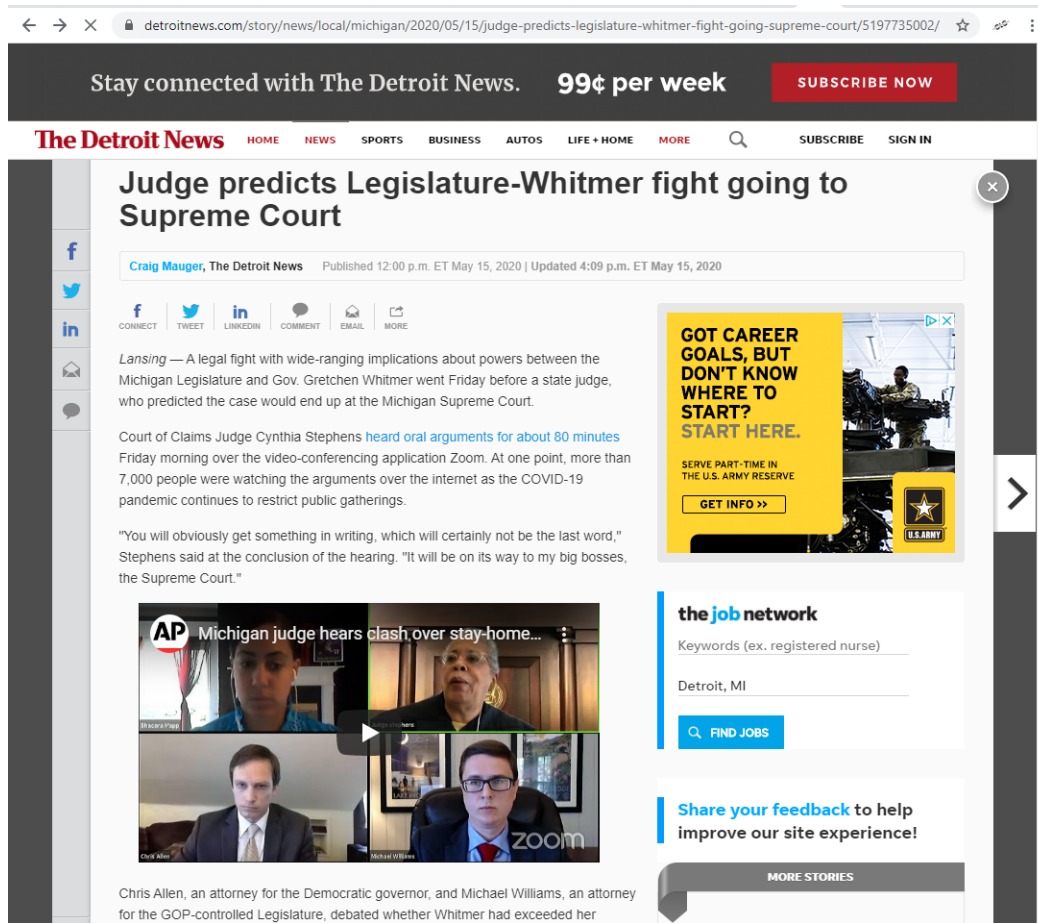 detroitnews.com/story/news/local/michigan/2020/05/15/judge-predicts-legislature-whitmer-fight-going-supreme-court/5197735002/
Stay connected with The Detroit News. 99¢ per week SUBSCRIBE NOW
The Detroit News HOME NEWS SPORTS BUSINESS AUTOS LIFE + HOME MORE SUBSCRIBE SIGN IN
Judge predicts Legislature-Whitmer fight going to
Supreme Court
Craig Mauger, The Detroit News Published 12:00 p.m. ET May 15, 2020 | Updated 4:09 p.m. ET May 15, 2020
CONNECT TWEET LINKEDIN COMMENT EMAIL MORE
Lansing — A legal fight with wide-ranging implications about powers between the
Michigan Legislature and Gov. Gretchen Whitmer went Friday before a state judge,
who predicted the case would end up at the Michigan Supreme Court.
Court of Claims Judge Cynthia Stephens heard oral arguments for about 80 minutes
Friday morning over the video-conferencing application Zoom. At one point, more than
7,000 people were watching the arguments over the internet as the COVID-19
pandemic continues to restrict public gatherings.
"You will obviously get something in writing, which will certainly not be the last word,"
Stephens said at the conclusion of the hearing. "It will be on its way to my big bosses,
the Supreme Court."
AP Michigan judge hears clash over stay-home...
Shacara Mapp
Judge stephens
Chris Allen
Michael Williams
zoom
Chris Allen, an attorney for the Democratic governor, and Michael Williams, an attorney
for the GOP-controlled Legislature, debated whether Whitmer had exceeded her
GOT CAREER
GOALS, BUT
DON'T KNOW
WHERE TO
START?
START HERE.
SERVE PART-TIME IN
THE U.S. ARMY RESERVE
GET INFO >>
U.S.ARMY
the job network
Keywords (ex. registered nurse)
Detroit, MI
FIND JOBS
Share your feedback to help
improve our site experience!
MORE STORIES